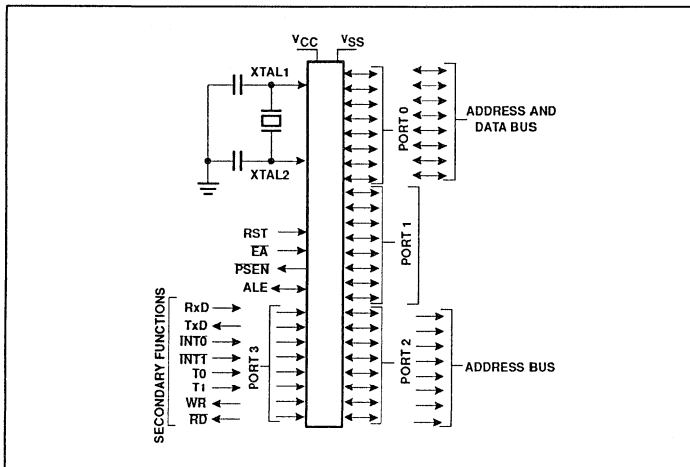 VCC VSS
XTAL1
XTAL2
PORT 0
ADDRESS AND
DATA BUS
PORT 1
RST
EA
PSEN
ALE
SECONDARY FUNCTIONS
RxD
TxD
INT0
INT1
T0
T1
WR
RD
PORT 3
PORT 2
ADDRESS BUS